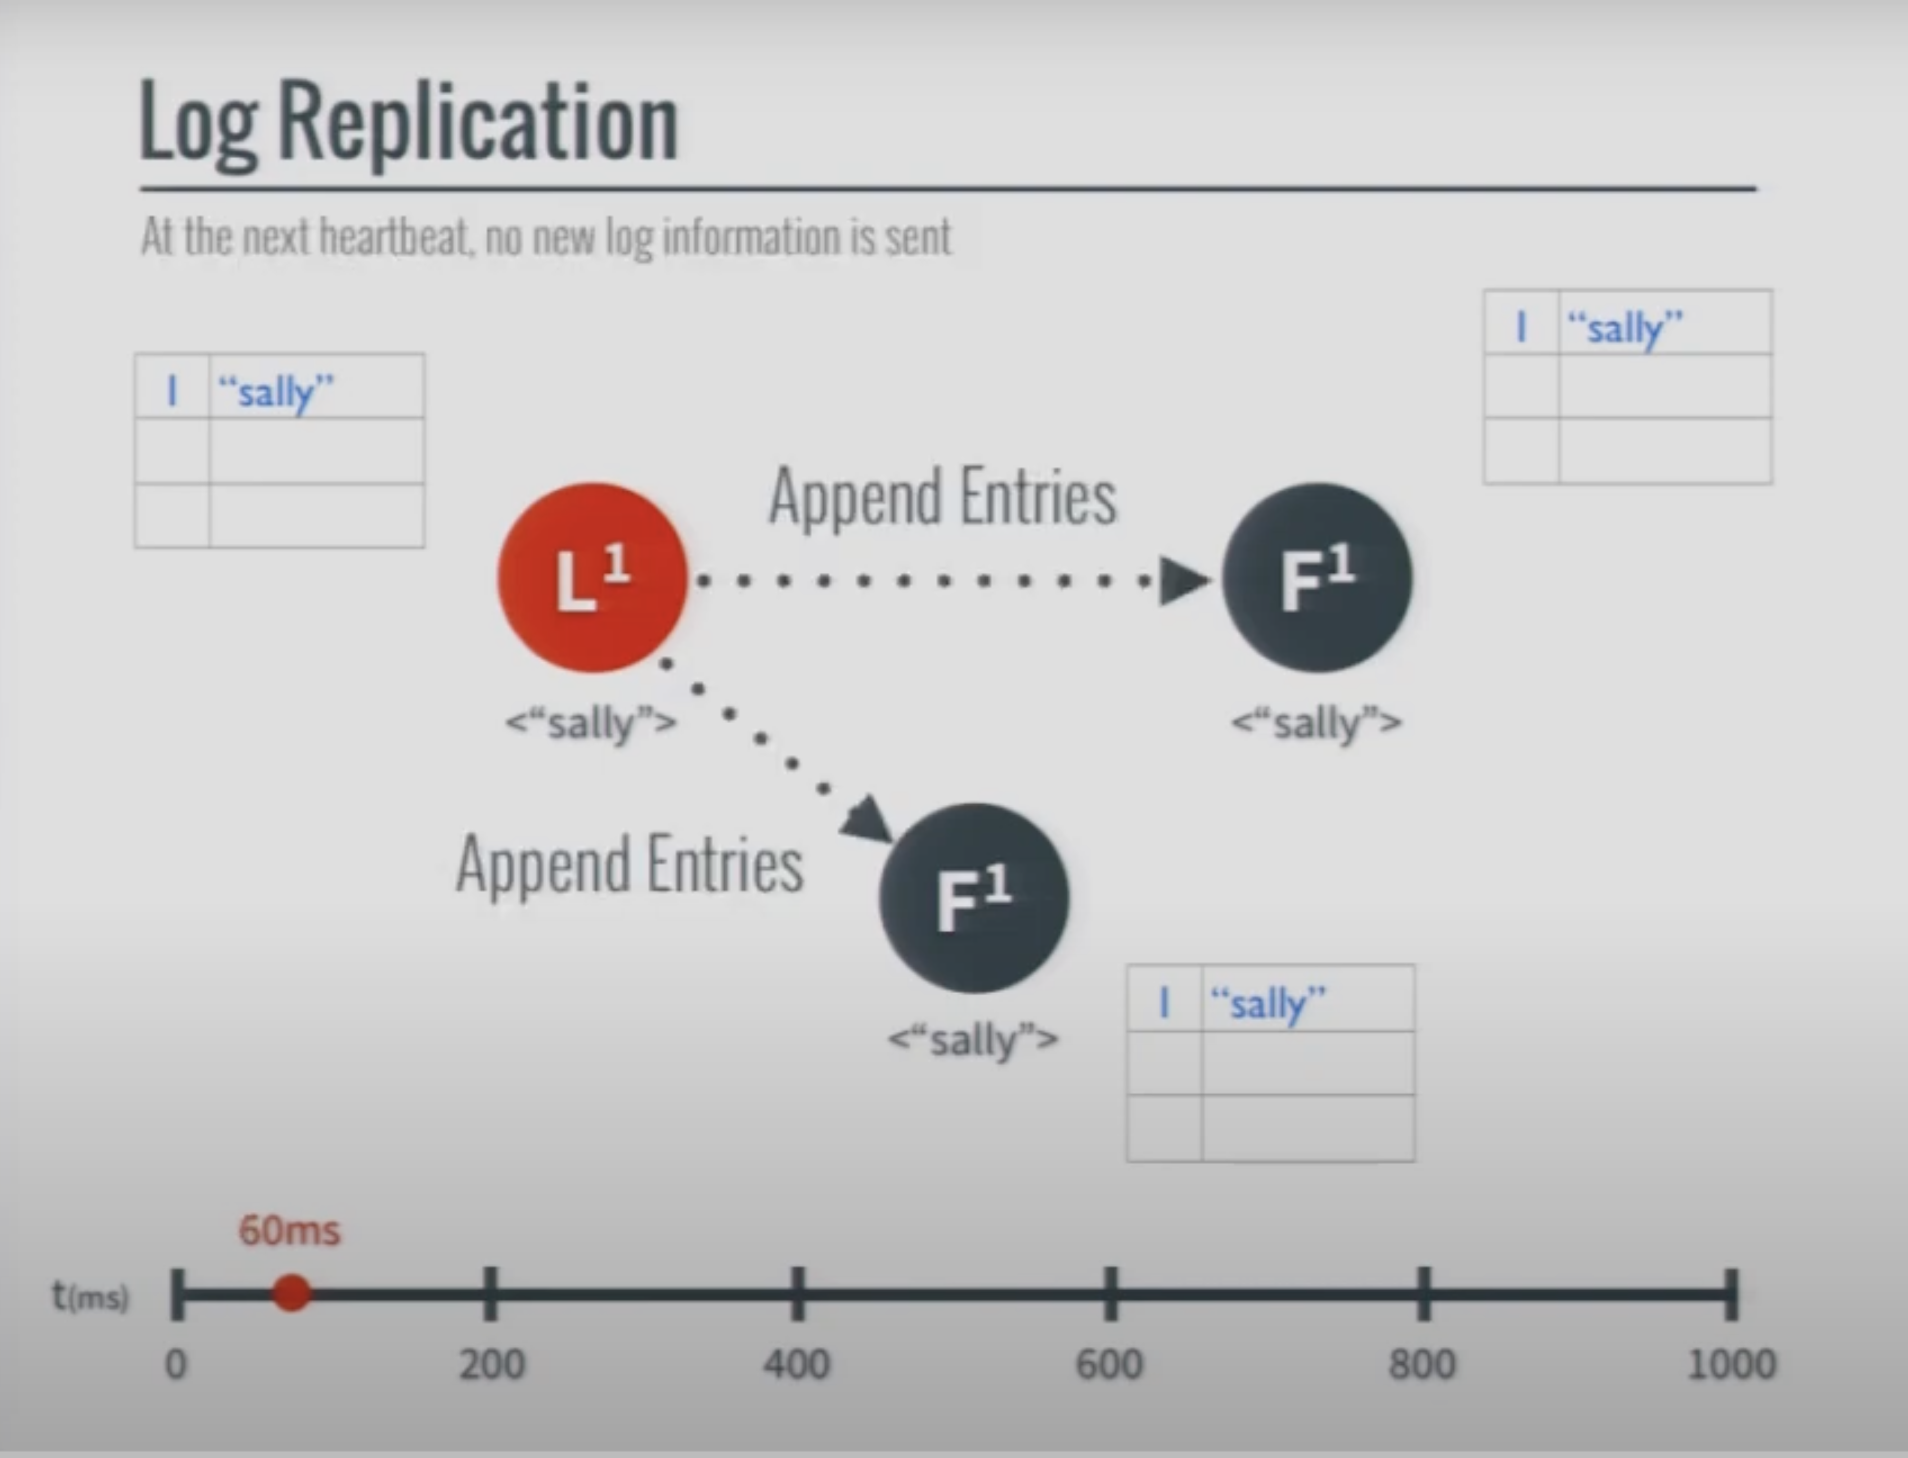 Log Replication
At the next heartbeat, no new log information is sent
1 “sally”
1 “sally”
Append Entries
L¹
F¹
<“sally”>
<“sally”>
Append Entries
F¹
<“sally”>
1 “sally”
60ms
t(ms)
0 200 400 600 800 1000